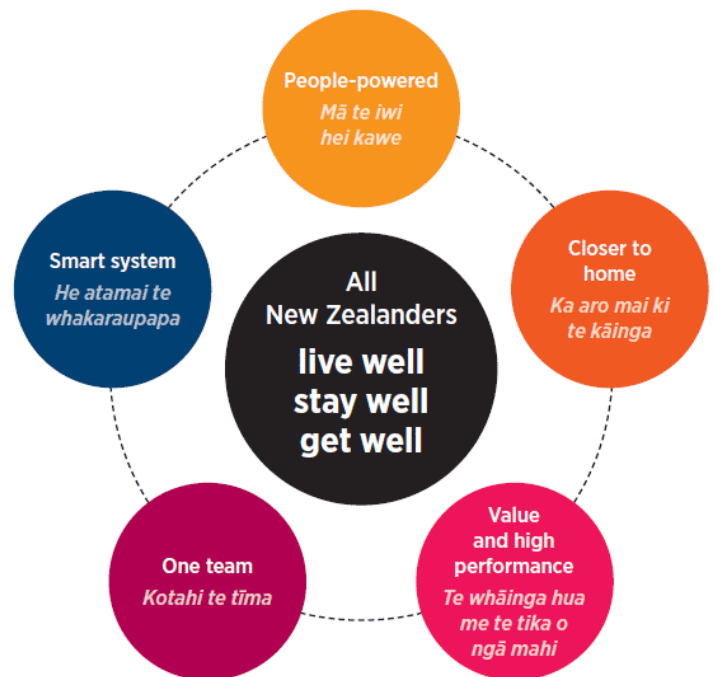 People-powered
Mā te iwi
hei kawe
Closer to
home
Ka aro mai ki
te kāinga
Value
and high
performance
Te whāinga hua
me te tika o
ngā mahi
One team
Kotahi te tīma
Smart system
He atamai te
whakaraupapa
All
New Zealanders
live well
stay well
get well